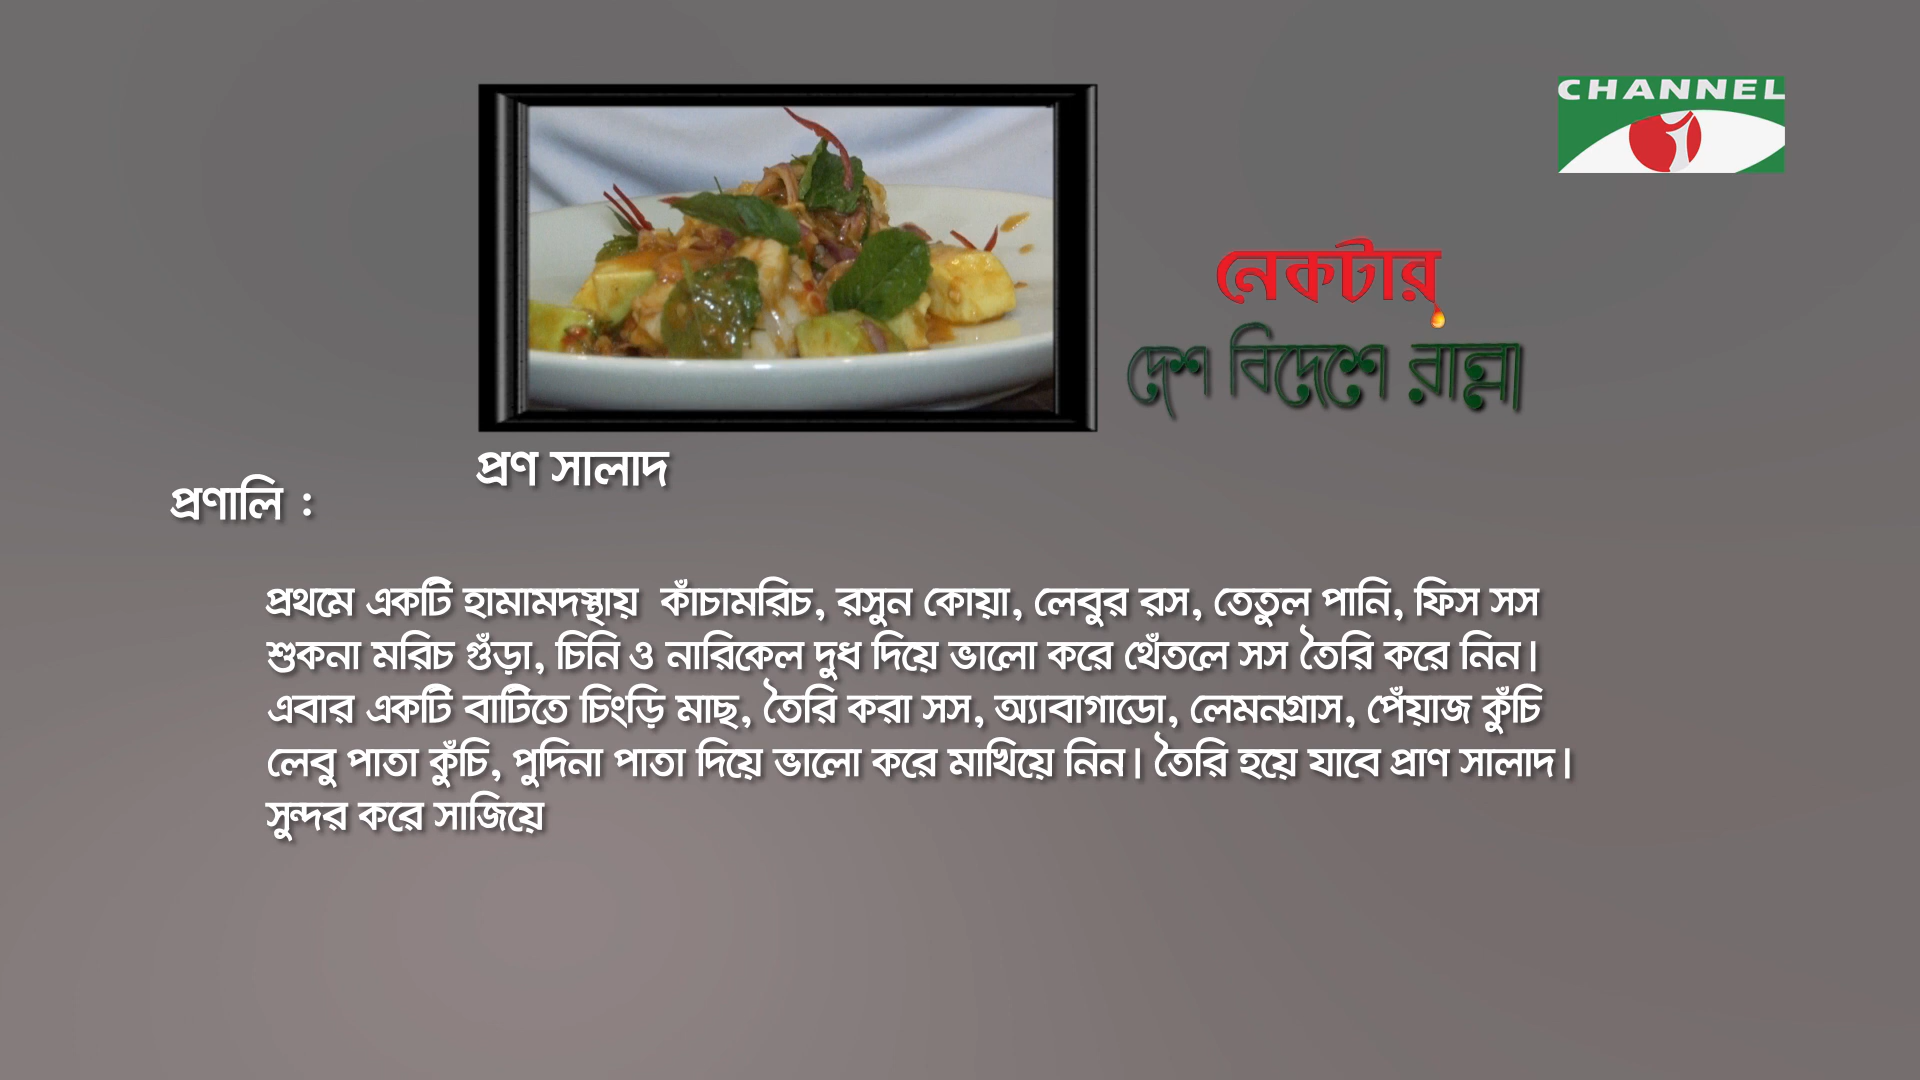 CHANNEL
নেকটার
দেশ বিদেশে রান্না
প্রণ সালাদ
প্রণালি :
প্রথমে একটি হামামদস্থায় কাঁচামরিচ, রসুন কোয়া, লেবুর রস, তেতুল পানি, ফিস সস
শুকনা মরিচ গুঁড়া, চিনি ও নারিকেল দুধ দিয়ে ভালো করে থেঁতলে সস তৈরি করে নিন।
এবার একটি বাটিতে চিংড়ি মাছ, তৈরি করা সস, অ্যাবাগাডো, লেমনগ্রাস, পেঁয়াজ কুঁচি
লেবু পাতা কুঁচি, পুদিনা পাতা দিয়ে ভালো করে মাখিয়ে নিন। তৈরি হয়ে যাবে প্রাণ সালাদ।
সুন্দর করে সাজিয়ে